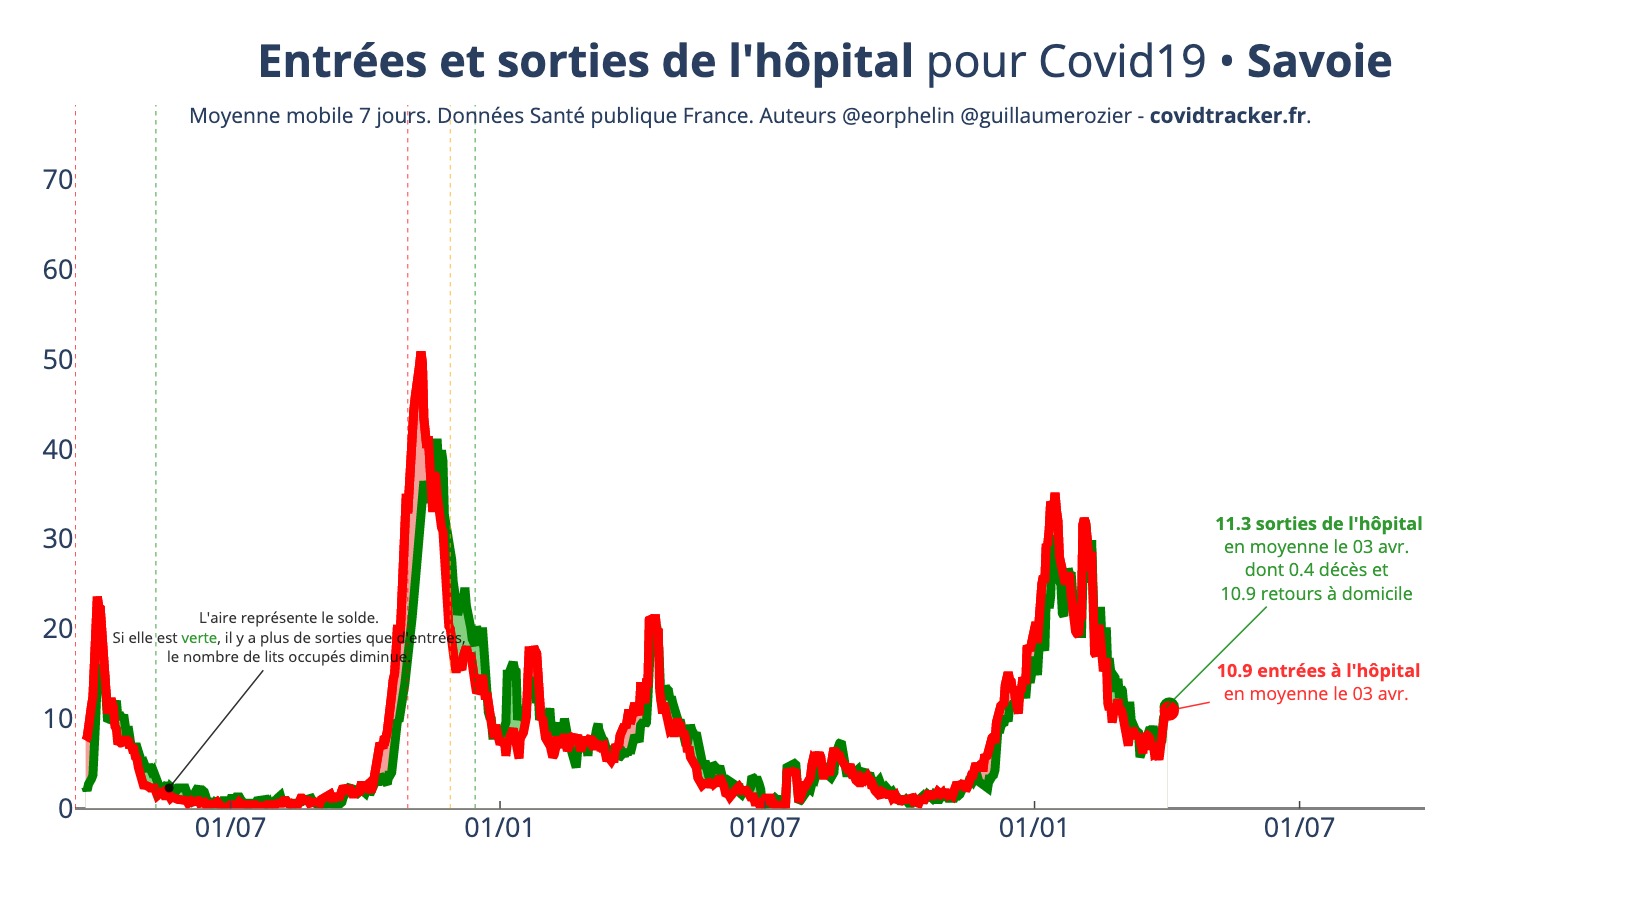 Entrées et sorties de l'hôpital pour Covid19 • Savoie
Moyenne mobile 7 jours. Données Santé publique France. Auteurs @eorphelin @guillaumerozier - covidtracker.fr.
70
60
50
40
30
20
10
0
L'aire représente le solde.
Si elle est verte, il y a plus de sorties que d'entrées,
le nombre de lits occupés diminue.
11.3 sorties de l'hôpital
en moyenne le 03 avr.
dont 0.4 décès et
10.9 retours à domicile
10.9 entrées à l'hôpital
en moyenne le 03 avr.
01/07 01/01 01/07 01/01 01/07